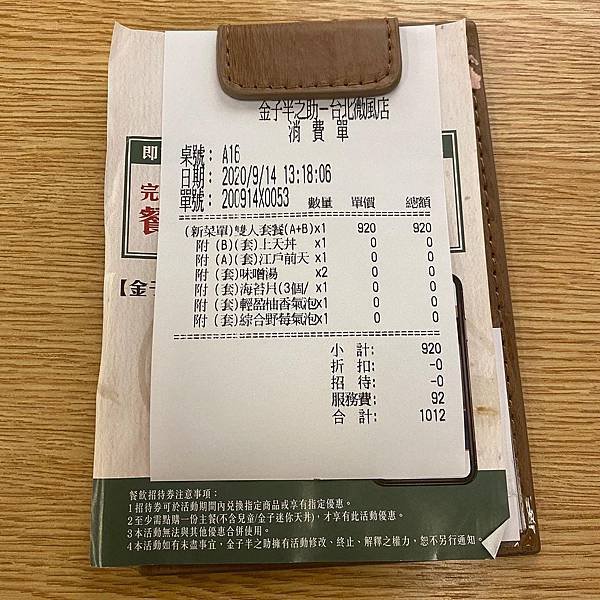 金子半之助-台北微風店
消 費 單
桌號： A16
日期： 2020/9/14 13:18:06
單號： 200914X0053
數量 單價 總額
(新菜單)雙人套餐(A+B)x1 920 920
附 (B)(套)上天丼 x1 0 0
附 (A)(套)江戶前天 x1 0 0
附 (套)味噌湯 x2 0 0
附 (套)海苔片(3個/ x1 0 0
附 (套)輕盈柚香氣泡x1 0 0
附 (套)綜合野莓氣泡x1 0 0
小 計: 920
折 扣: -0
招 待: -0
服務費: 92
合 計: 1012
即
完
餐
【金子
餐飲招待券注意事項：
1 招待券可於活動期間內兌換指定商品或享有指定優惠。
2 至少需點購一份主餐(不含兒童/金子迷你天丼)，才享有此活動優惠。
3 本活動無法與其他優惠合併使用。
4 本活動如有未盡事宜，金子半之助擁有活動修改、終止、解釋之權力，恕不另行通知。